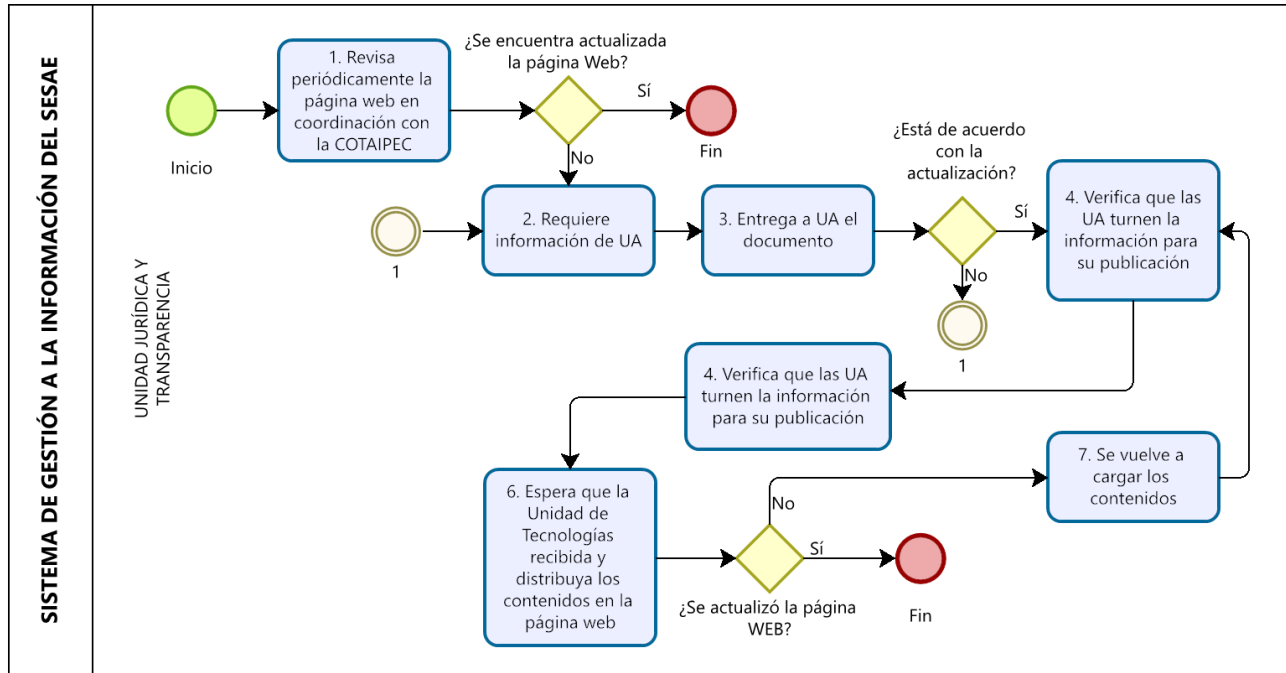 SISTEMA DE GESTIÓN A LA INFORMACIÓN DEL SESAE
UNIDAD JURÍDICA Y
TRANSPARENCIA
Inicio
1. Revisa
periódicamente la
página web en
coordinación con
la COTAIPEC
¿Se encuentra actualizada
la página Web?
Sí
Fin
No
1
2. Requiere
información de UA
3. Entrega a UA el
documento
¿Está de acuerdo
con la
actualización?
Sí
No
1
4. Verifica que las
UA turnen la
información para
su publicación
4. Verifica que las UA
turnen la información
para su publicación
6. Espera que la
Unidad de
Tecnologías
recibida y
distribuya los
contenidos en la
página web
¿Se actualizó la página
WEB?
No
Sí
Fin
7. Se vuelve a
cargar los
contenidos